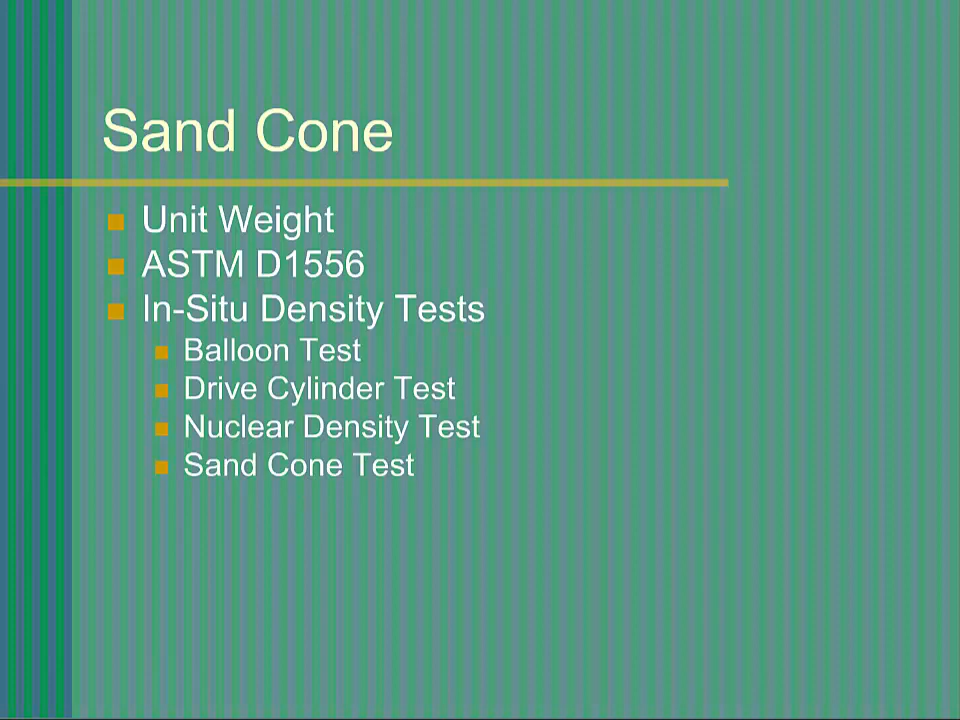 Sand Cone
Unit Weight
ASTM D1556
In-Situ Density Tests
Balloon Test
Drive Cylinder Test
Nuclear Density Test
Sand Cone Test